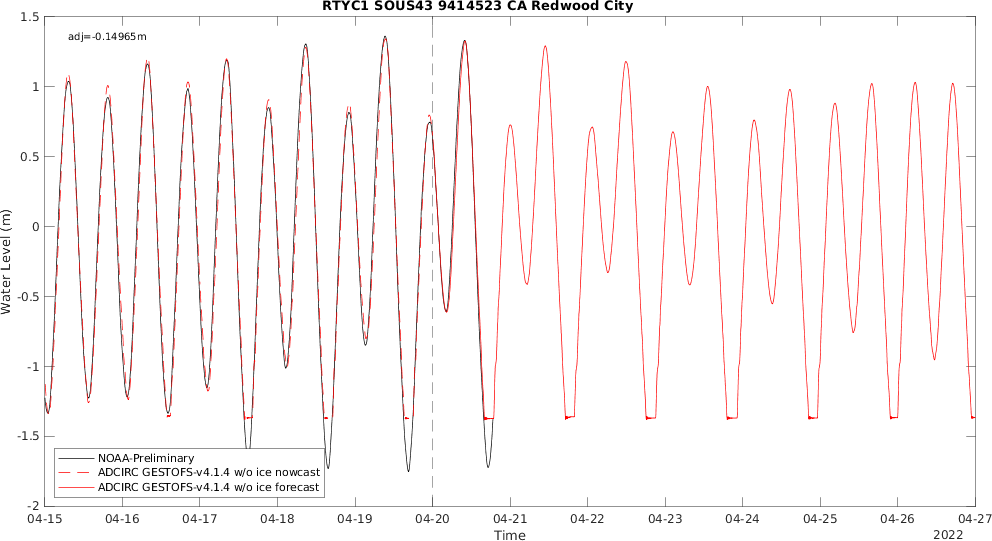 RTYC1 SOUS43 9414523 CA Redwood City
adj=-0.14965m
1.5
1
0.5
0
-0.5
-1
-1.5
-2
Water Level (m)
NOAA-Preliminary
ADCIRC GESTOFS-v4.1.4 w/o ice nowcast
ADCIRC GESTOFS-v4.1.4 w/o ice forecast
04-15 04-16 04-17 04-18 04-19 04-20 04-21 04-22 04-23 04-24 04-25 04-26 04-27
Time
2022